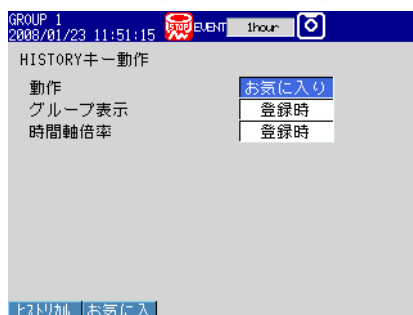 GROUP 1
2008/01/23 11:51:15 STOP EVENT 1hour
HISTORYキー動作
動作 お気に入り
グループ表示 登録時
時間軸倍率 登録時
ヒストリカル お気に入